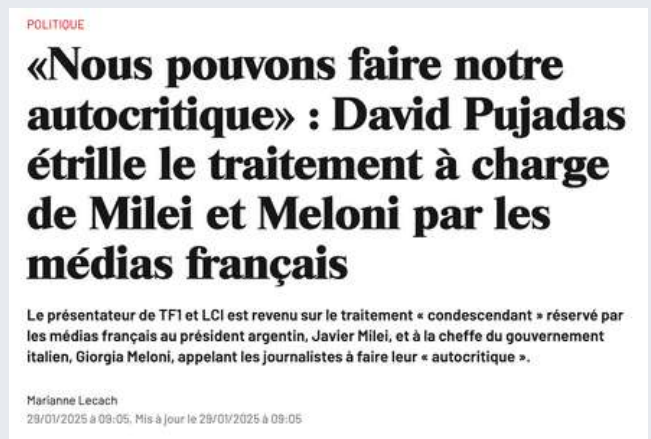 POLITIQUE
«Nous pouvons faire notre
autocritique» : David Pujadas
étrille le traitement à charge
de Milei et Meloni par les
médias français
Le présentateur de TF1 et LCI est revenu sur le traitement « condescendant » réservé par
les médias français au président argentin, Javier Milei, et à la cheffe du gouvernement
italien, Giorgia Meloni, appelant les journalistes à faire leur « autocritique ».
Marianne Lecach
29/01/2025 à 09:05. Mis à jour le 29/01/2025 à 09:05